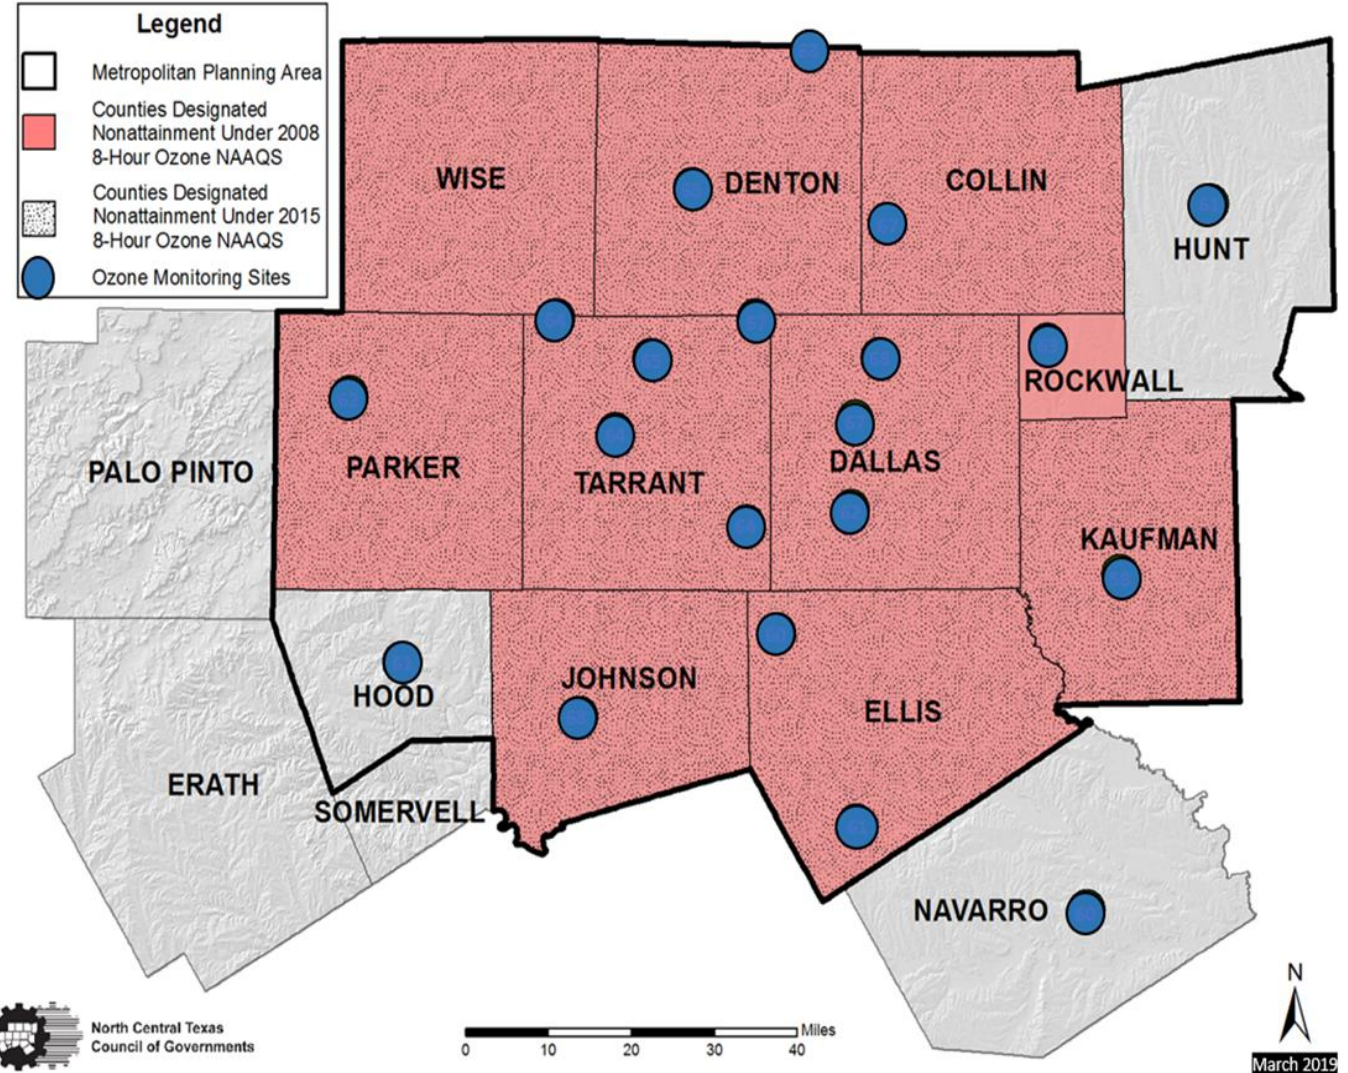 Legend
Metropolitan Planning Area
Counties Designated
Nonattainment Under 2008
8-Hour Ozone NAAQS
Counties Designated
Nonattainment Under 2015
8-Hour Ozone NAAQS
Ozone Monitoring Sites
WISE
DENTON
COLLIN
HUNT
ROCKWALL
PALO PINTO
PARKER
TARRANT
DALLAS
KAUFMAN
HOOD
JOHNSON
ELLIS
ERATH
SOMERVELL
NAVARRO
North Central Texas
Council of Governments
Miles
0 10 20 30 40
N
March 2019